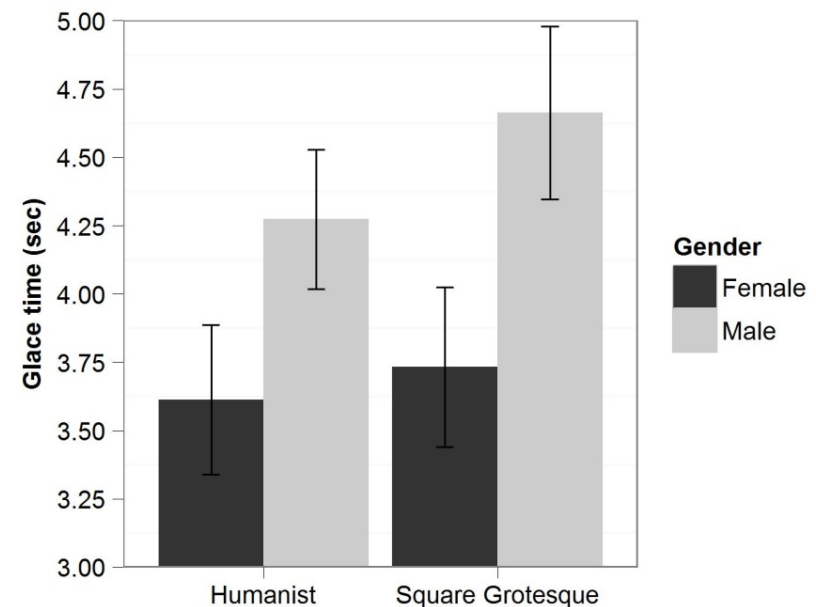 5.00
4.75
4.50
4.25
4.00
3.75
3.50
3.25
3.00
Glace time (sec)
Humanist Square Grotesque
Gender
Female
Male